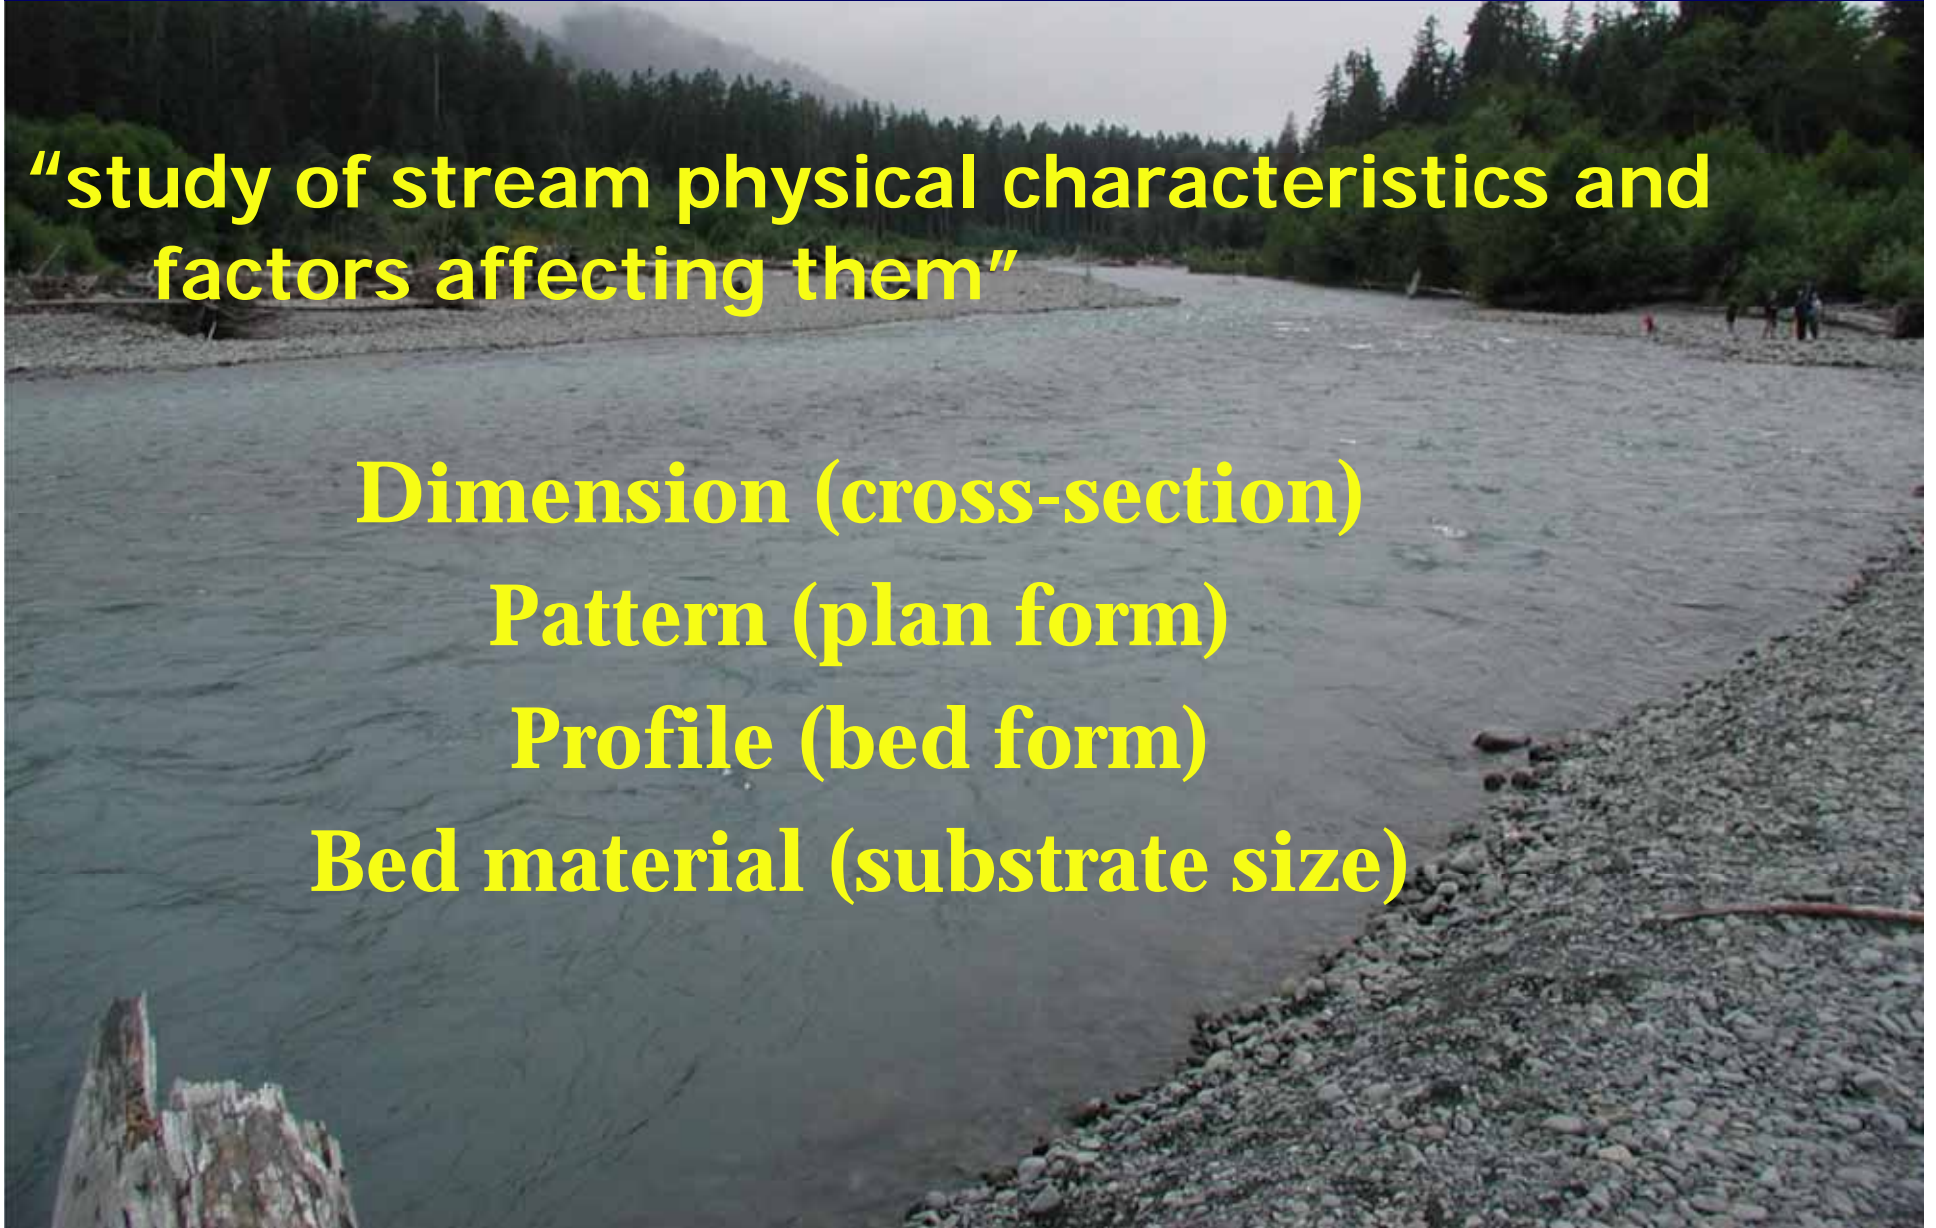 “study of stream physical characteristics and
factors affecting them”
Dimension (cross-section)
Pattern (plan form)
Profile (bed form)
Bed material (substrate size)